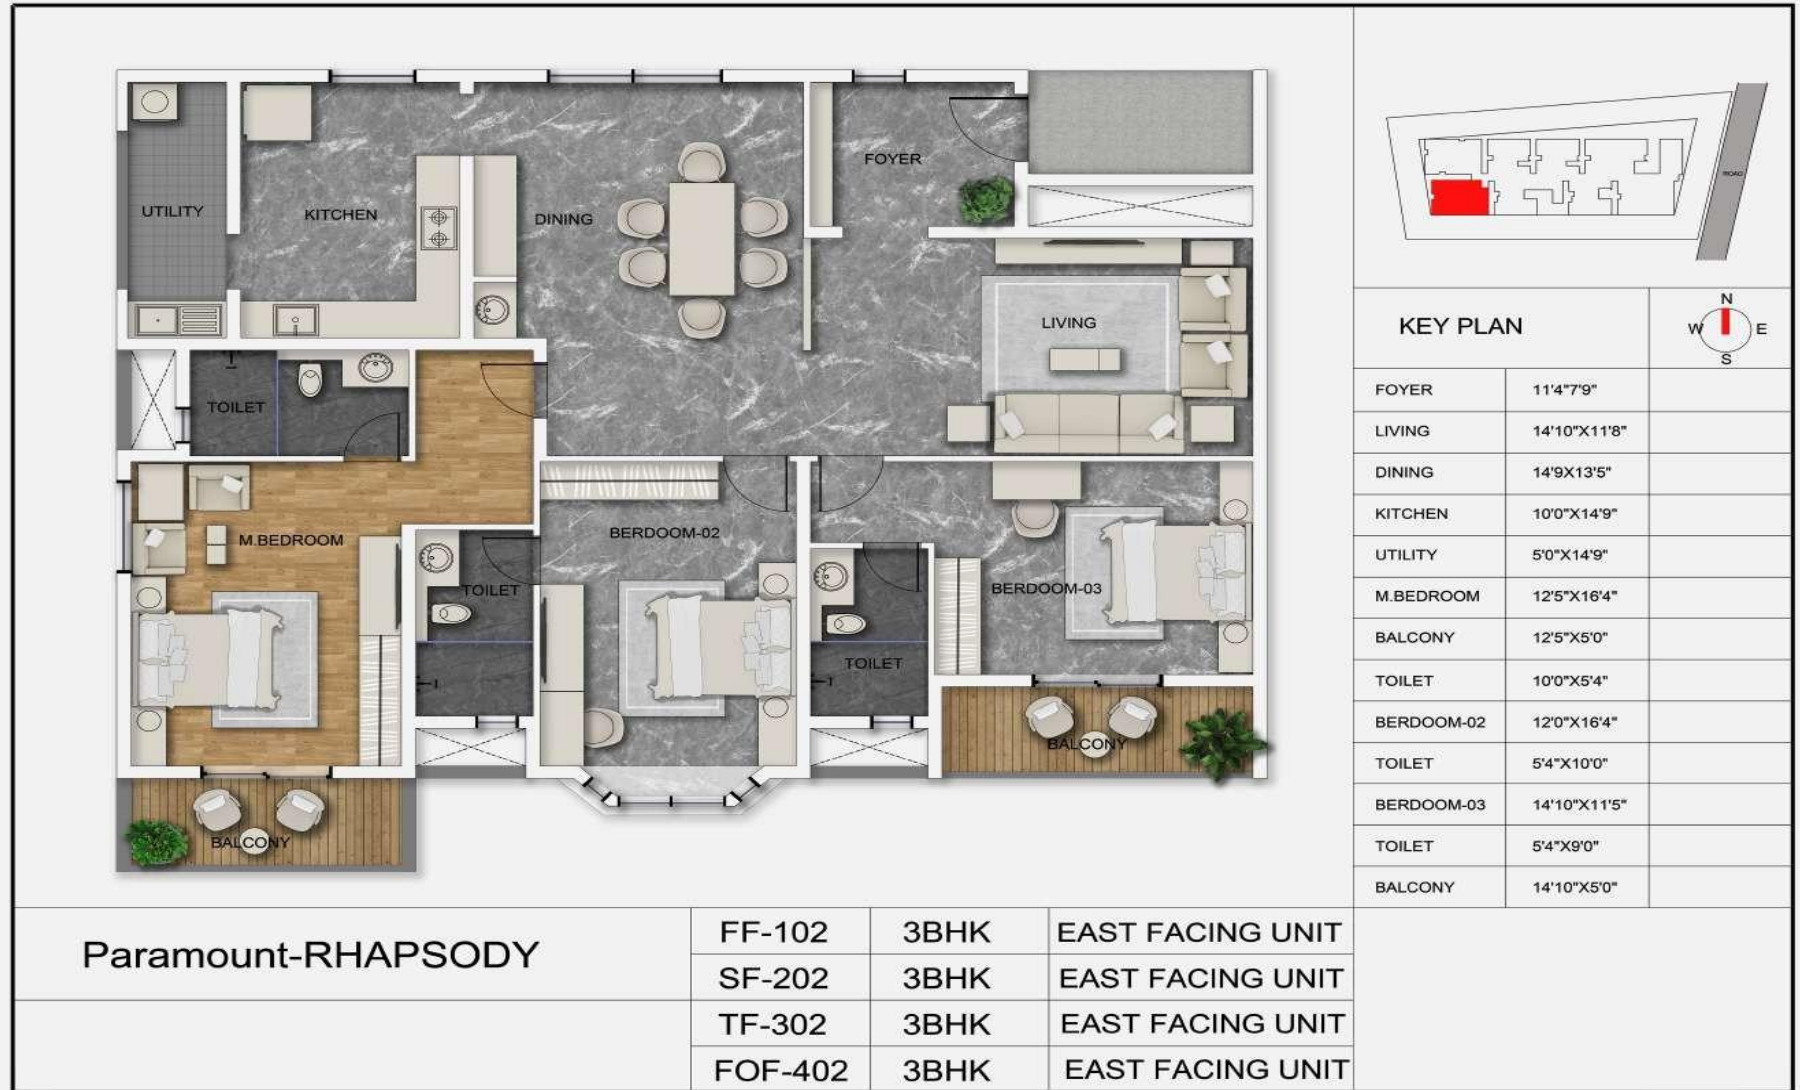 UTILITY
KITCHEN
DINING
FOYER
LIVING
TOILET
M.BEDROOM
TOILET
BERDOOM-02
TOILET
BERDOOM-03
BALCONY
BALCONY
ROAD
KEY PLAN
N
W E
S
FOYER 11'4"7'9"
LIVING 14'10"X11'8"
DINING 14'9X13'5"
KITCHEN 10'0"X14'9"
UTILITY 5'0"X14'9"
M.BEDROOM 12'5"X16'4"
BALCONY 12'5"X5'0"
TOILET 10'0"X5'4"
BERDOOM-02 12'0"X16'4"
TOILET 5'4"X10'0"
BERDOOM-03 14'10"X11'5"
TOILET 5'4"X9'0"
BALCONY 14'10"X5'0"
Paramount-RHAPSODY
FF-102 3BHK EAST FACING UNIT
SF-202 3BHK EAST FACING UNIT
TF-302 3BHK EAST FACING UNIT
FOF-402 3BHK EAST FACING UNIT